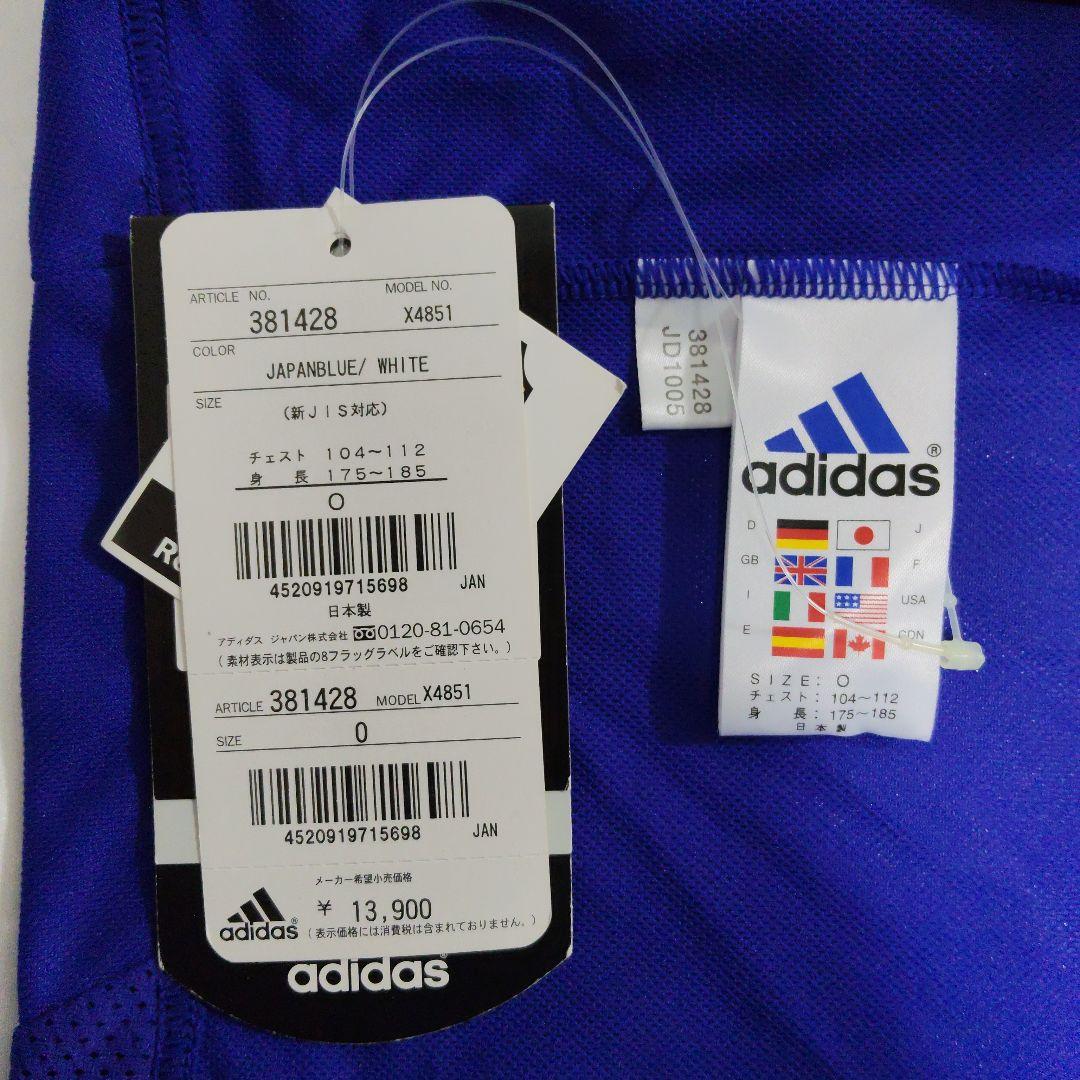 ARTICLE NO.
381428
MODEL NO.
X4851
COLOR
JAPANBLUE/ WHITE
SIZE
(新JIS対応)
チェスト 104〜112
身 長 175〜185
O
4520919715698 JAN
日本製
アディダス ジャパン株式会社 0120-81-0654
(素材表示は製品の8フラッグラベルをご確認下さい。)
ARTICLE 381428 MODEL X4851
SIZE 0
4520919715698 JAN
メーカー希望小売価格
¥ 13,900
(表示価格には消費税は含まれておりません。)
adidas®
adidas
381428
JD1005
adidas®
D J
GB F
I USA
E CDN
SIZE: O
チェスト: 104〜112
身 長: 175〜185
日本製